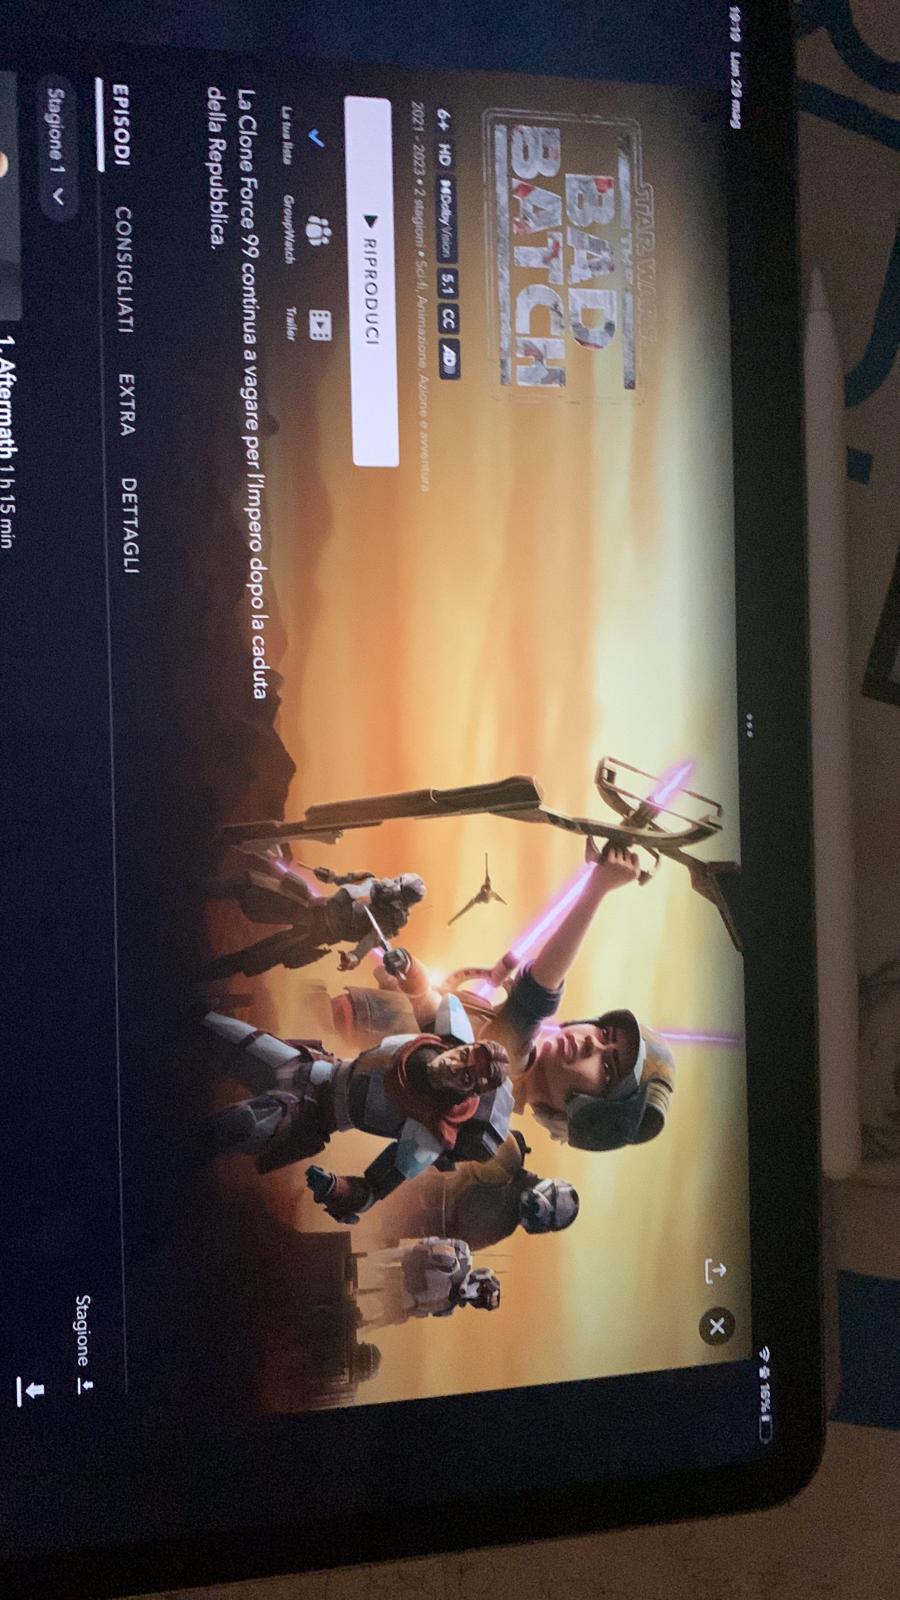 19:19 Lun 29 mag
16%
STAR WARS
THE
BAD
BATCH
6+ HD Dolby Vision 5.1 CC AD
2021 - 2023 • 2 stagioni • Sci-fi, Animazione, Azione e avventura
RIPRODUCI
La tua lista GroupWatch Trailer
La Clone Force 99 continua a vagare per l'Impero dopo la caduta
della Repubblica.
EPISODI CONSIGLIATI EXTRA DETTAGLI
Stagione
Stagione 1
1. Aftermath 1 h 15 min